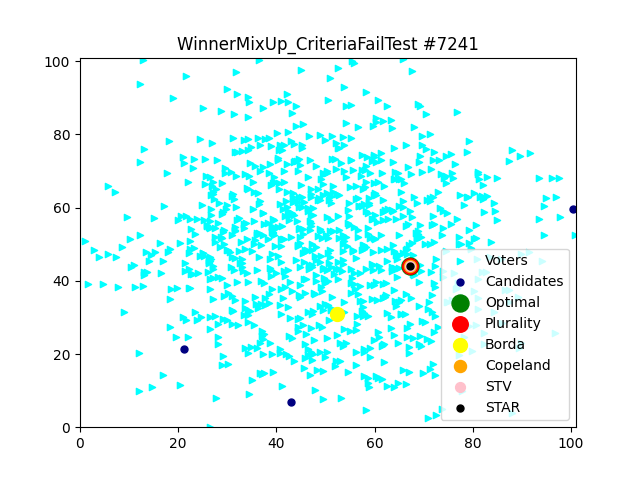 WinnerMixUp_CriteriaFailTest #7241
100
80
60
40
20
0
0 20 40 60 80 100
Voters
Candidates
Optimal
Plurality
Borda
Copeland
STV
STAR